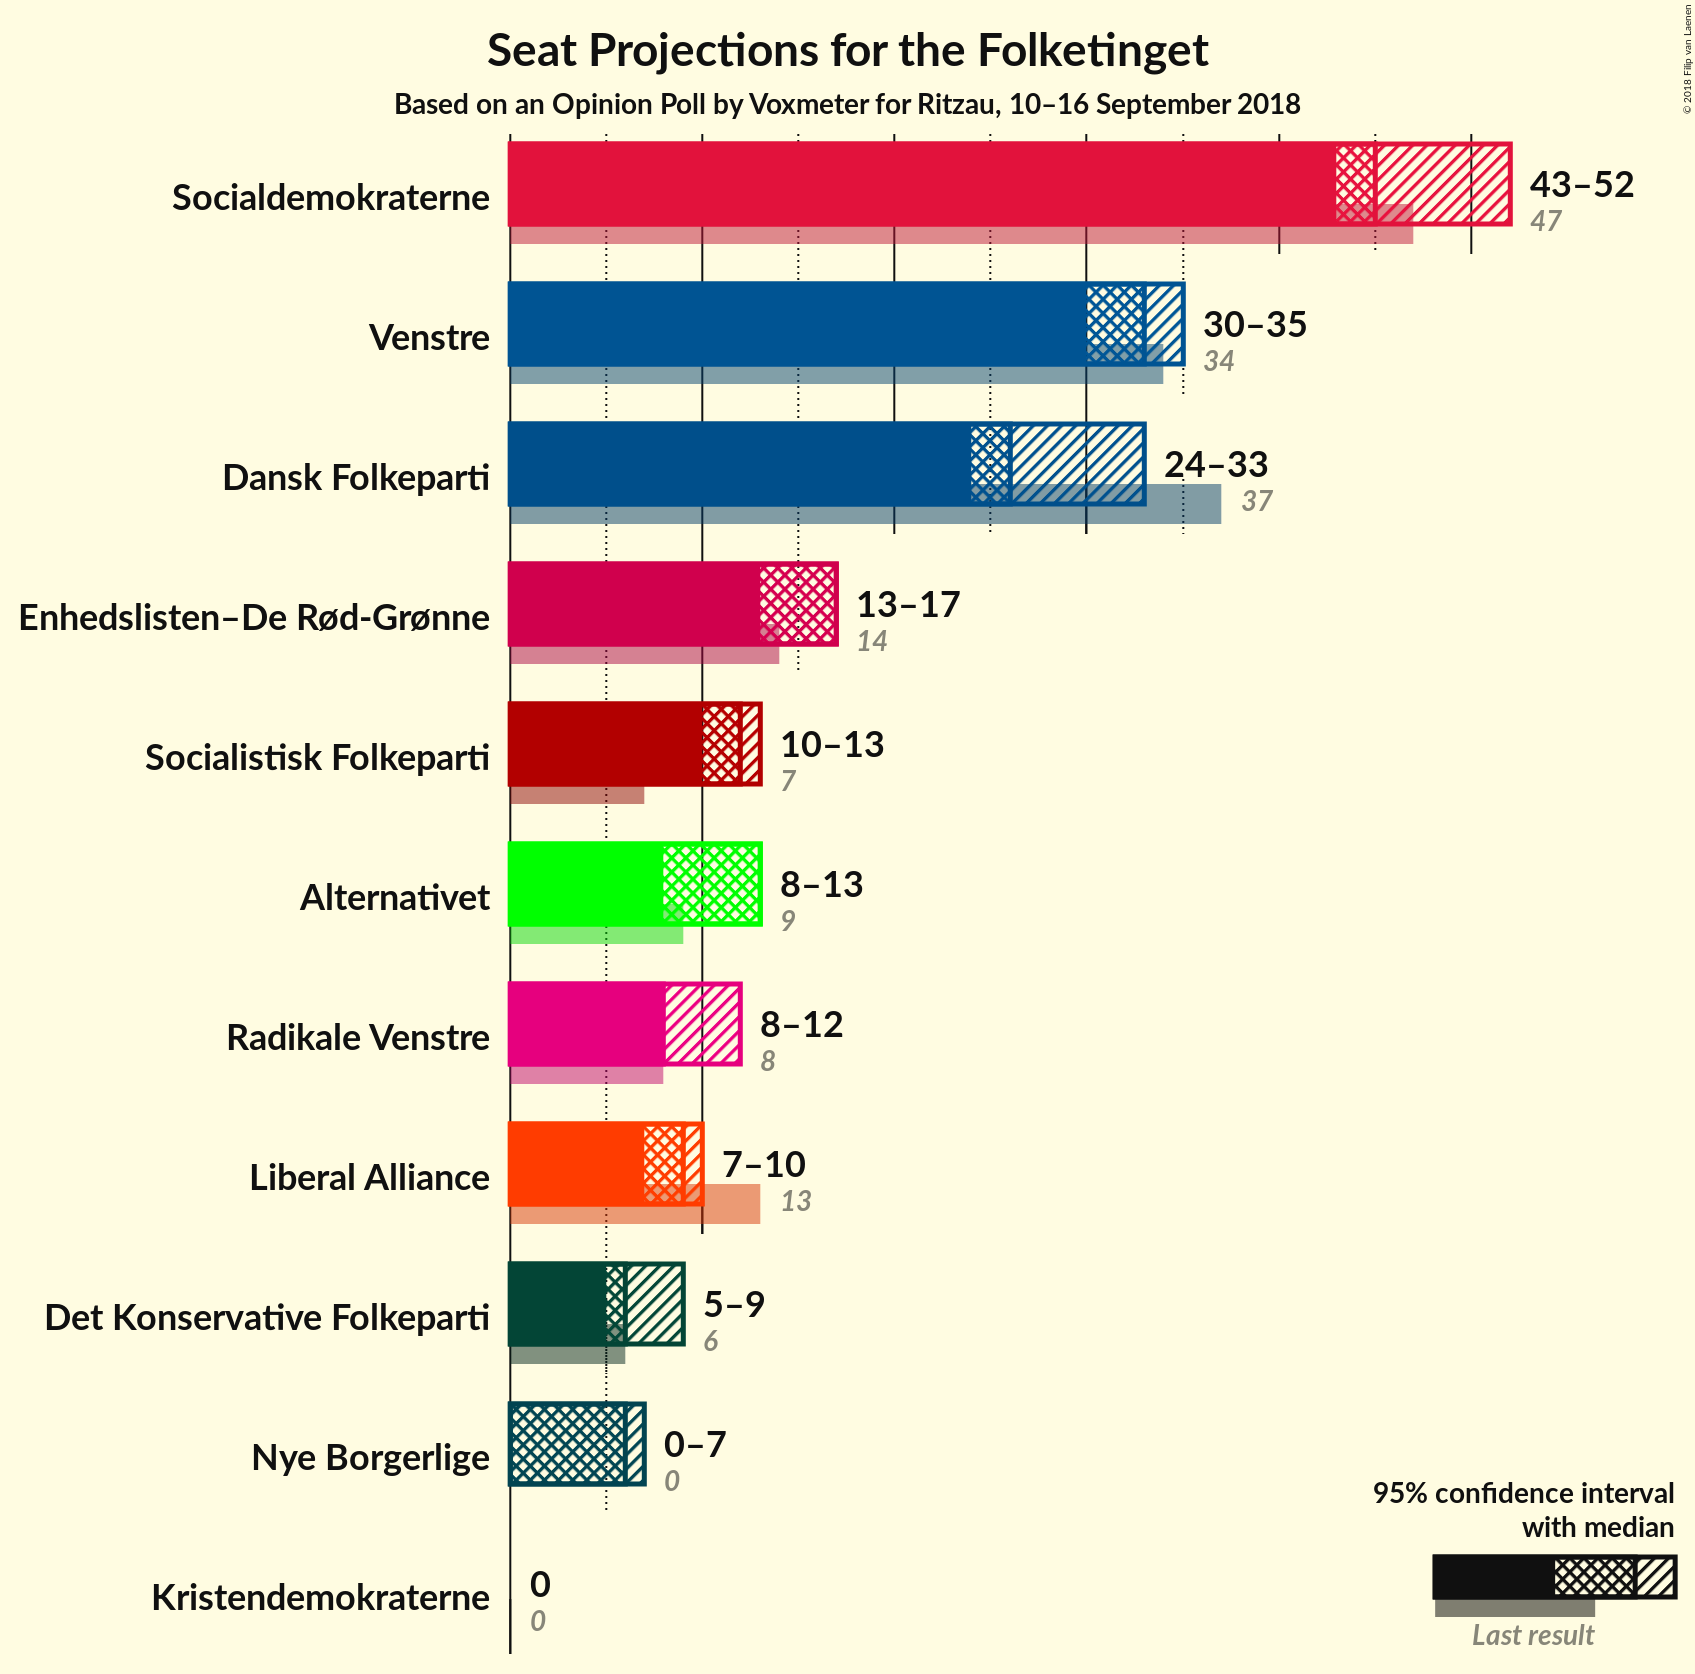 Seat Projections for the Folketinget
Based on an Opinion Poll by Voxmeter for Ritzau, 10–16 September 2018
© 2018 Filip van Laenen
Socialdemokraterne
43–52
47
Venstre
30–35
34
Dansk Folkeparti
24–33
37
Enhedslisten–De Rød-Grønne
13–17
14
Socialistisk Folkeparti
10–13
7
Alternativet
8–13
9
Radikale Venstre
8–12
8
Liberal Alliance
7–10
13
Det Konservative Folkeparti
5–9
6
Nye Borgerlige
0–7
0
Kristendemokraterne
0
0
95% confidence interval
with median
Last result